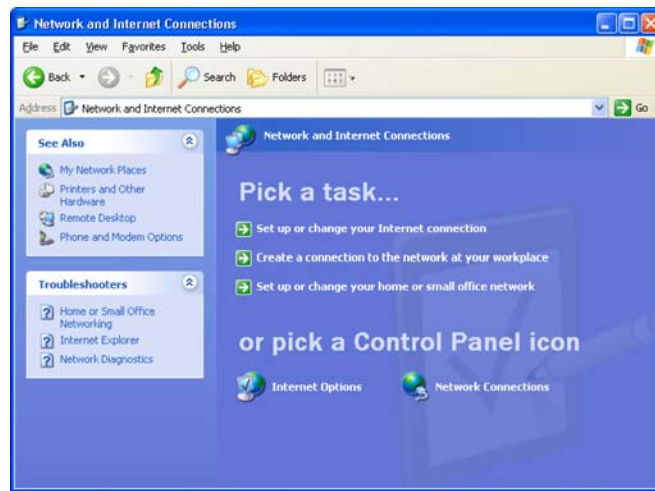 Network and Internet Connections
File Edit View Favorites Tools Help
Back Search Folders
Address Network and Internet Connections Go
See Also
My Network Places
Printers and Other
Hardware
Remote Desktop
Phone and Modem Options
Troubleshooters
Home or Small Office
Networking
Internet Explorer
Network Diagnostics
Network and Internet Connections
Pick a task...
Set up or change your Internet connection
Create a connection to the network at your workplace
Set up or change your home or small office network
or pick a Control Panel icon
Internet Options Network Connections